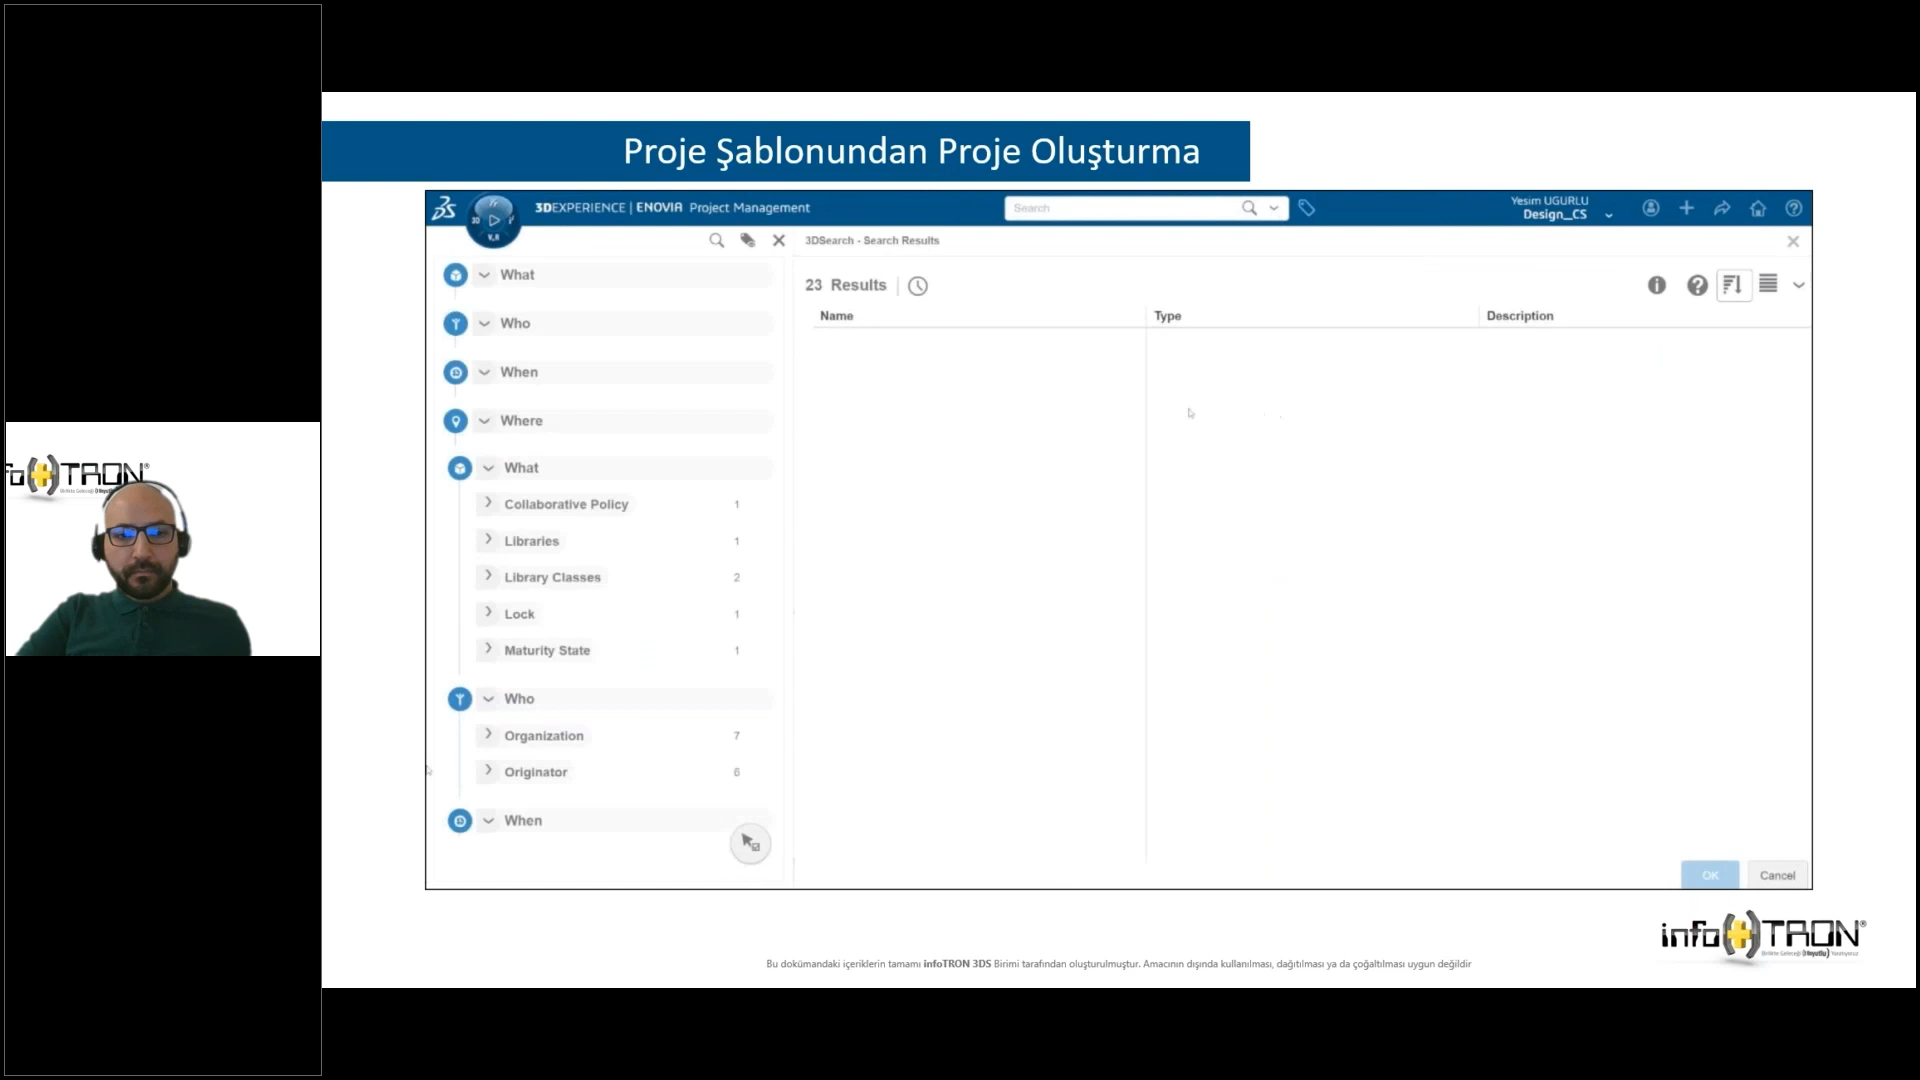 Proje Şablonundan Proje Oluşturma
3DEXPERIENCE | ENOVIA Project Management
Search
Yesim UGURLU
Design_CS
3DSearch - Search Results
What
Who
When
Where
What
Collaborative Policy 1
Libraries 1
Library Classes 2
Lock 1
Maturity State 1
Who
Organization 7
Originator 6
When
23 Results
Name Type Description
OK Cancel
infoTRON®
Bu dokümandaki içeriklerin tamamı infoTRON 3DS Birimi tarafından oluşturulmuştur. Amacının dışında kullanılması, dağıtılması ya da çoğaltılması uygun değildir
fo TRON®